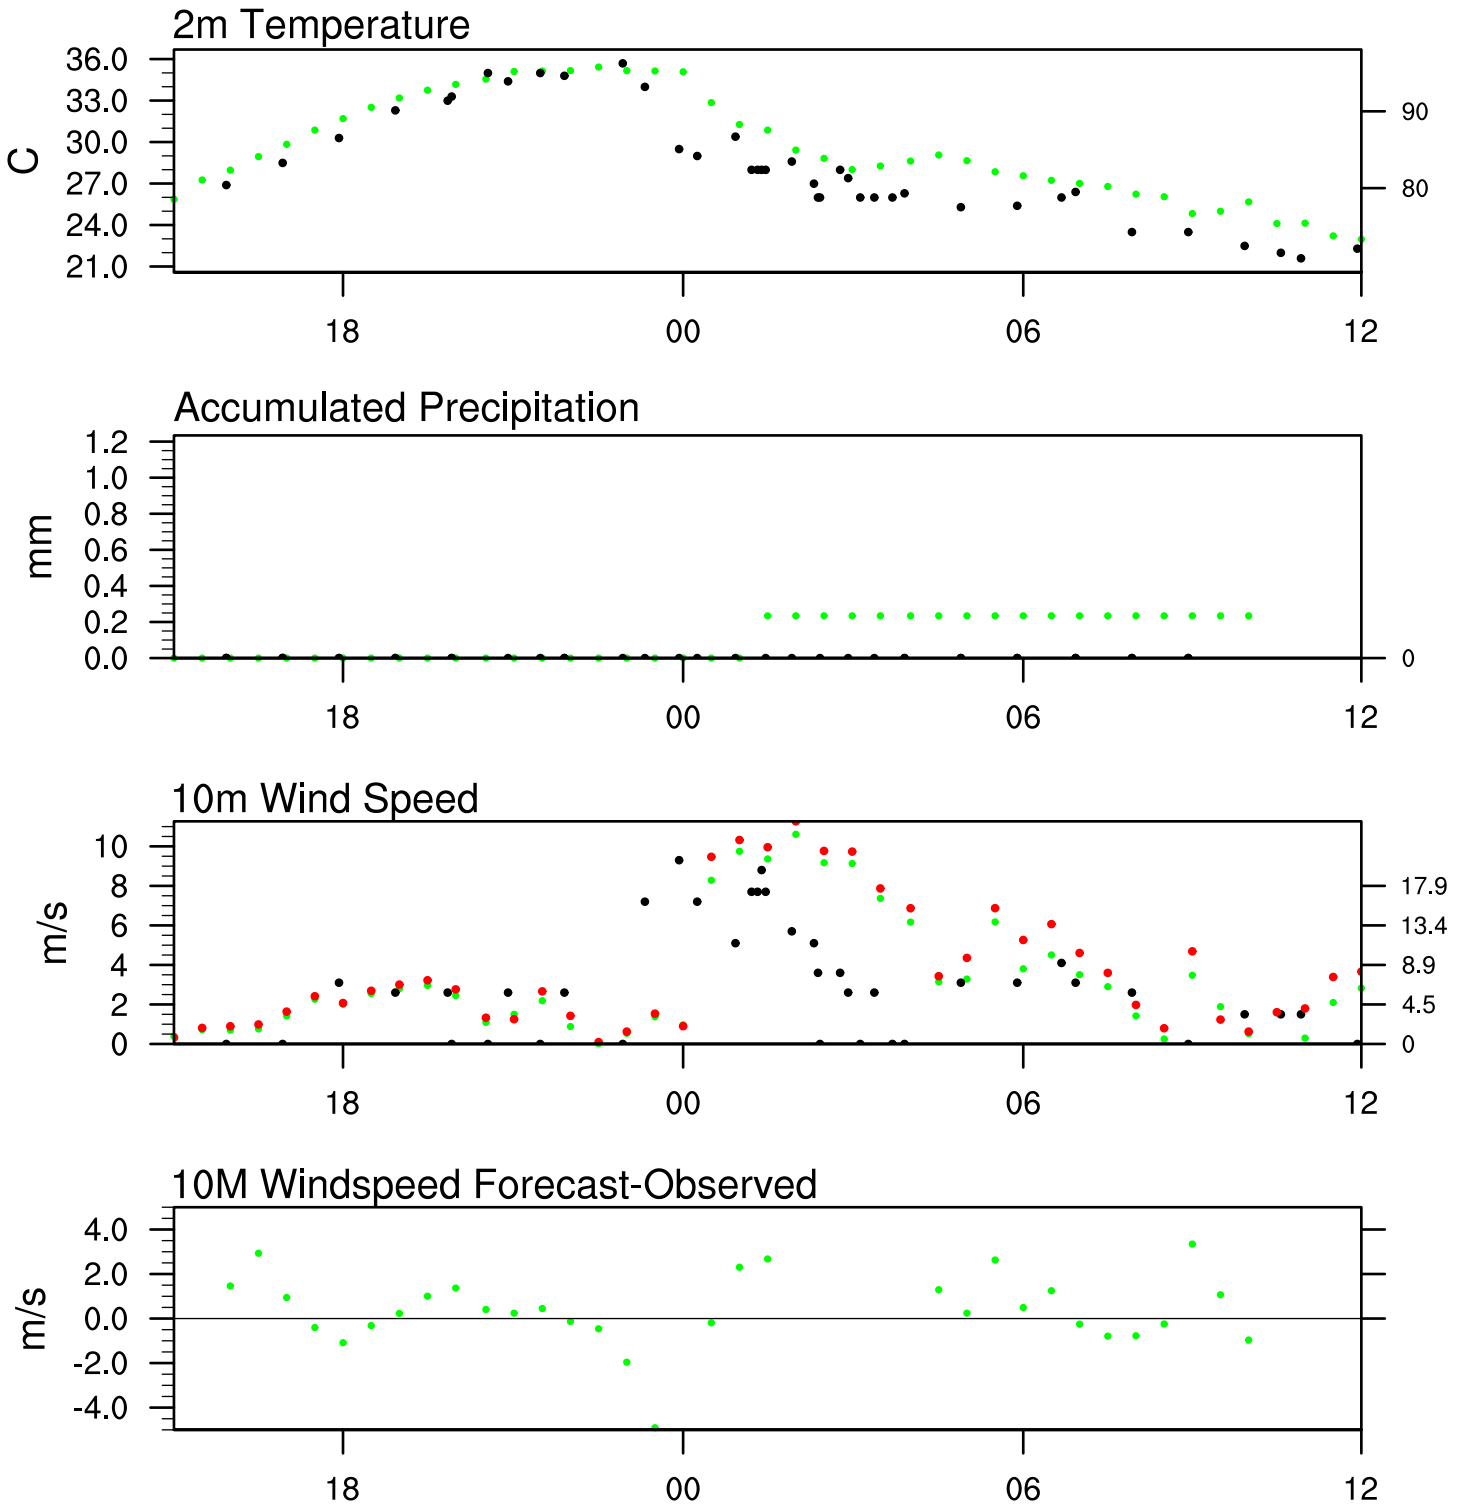 2m Temperature
36.0
33.0
90
30.0
C
27.0
80
24.0
21.0
18 00 06 12
Accumulated Precipitation
1.2
1.0
0.8
mm
0.6
0.4
0.2
0.0 0
18 00 06 12
10m Wind Speed
10
8 17.9
6 13.4
m/s
4 8.9
2 4.5
0 0
18 00 06 12
10M Windspeed Forecast-Observed
4.0
2.0
0.0
m/s
-2.0
-4.0
18 00 06 12